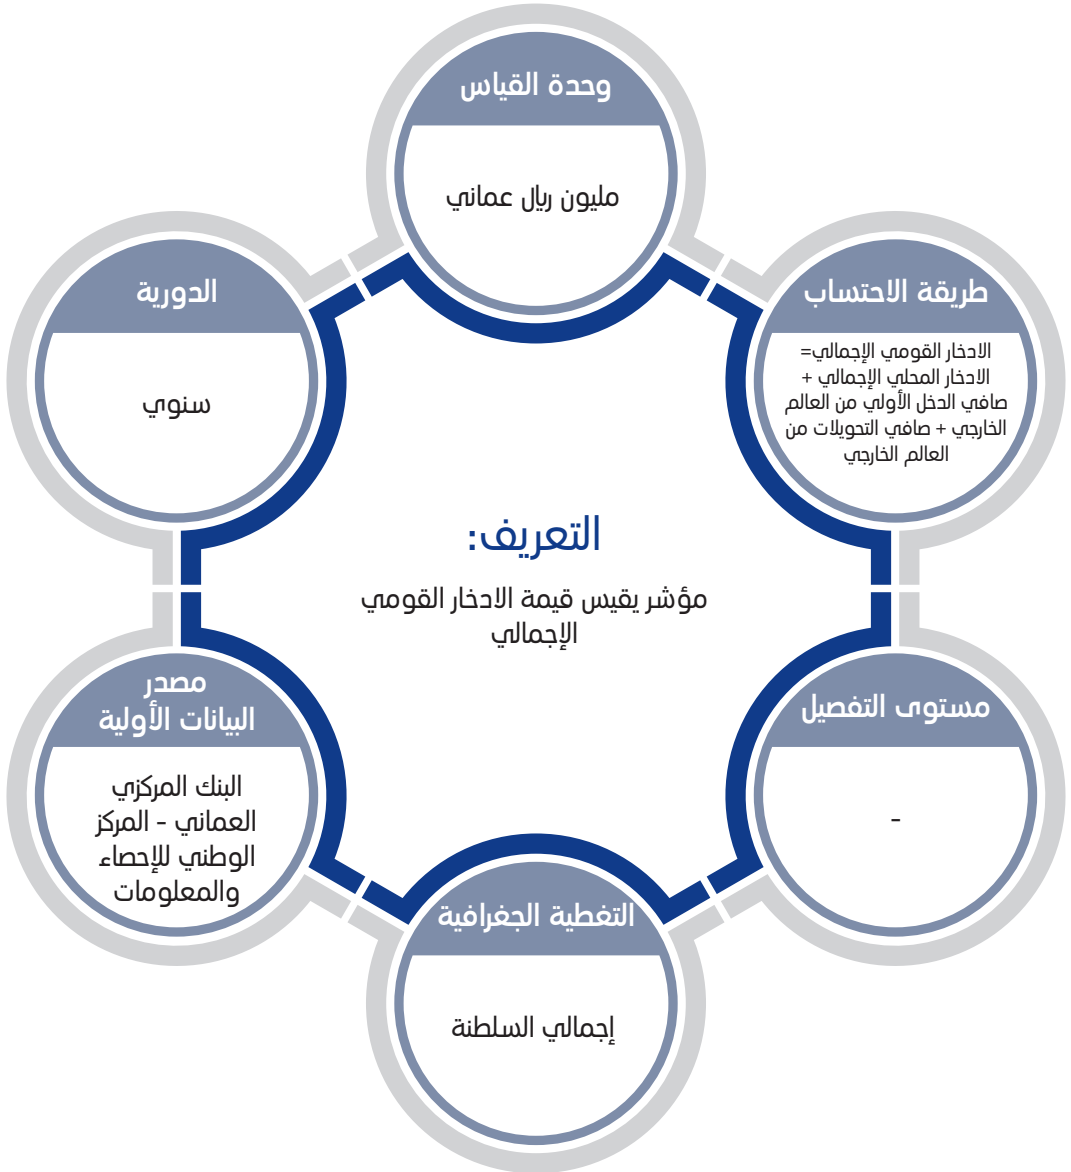 وحدة القياس
مليون ريال عماني
طريقة الاحتساب
الادخار القومي الإجمالي=
الادخار المحلي الإجمالي +
صافي الدخل الأولي من العالم
الخارجي + صافي التحويلات من
العالم الخارجي
الدورية
سنوي
التعريف:
مؤشر يقيس قيمة الادخار القومي
الإجمالي
مستوى التفصيل
-
مصدر
البيانات الأولية
البنك المركزي
العماني - المركز
الوطني للإحصاء
والمعلومات
التغطية الجغرافية
إجمالي السلطنة